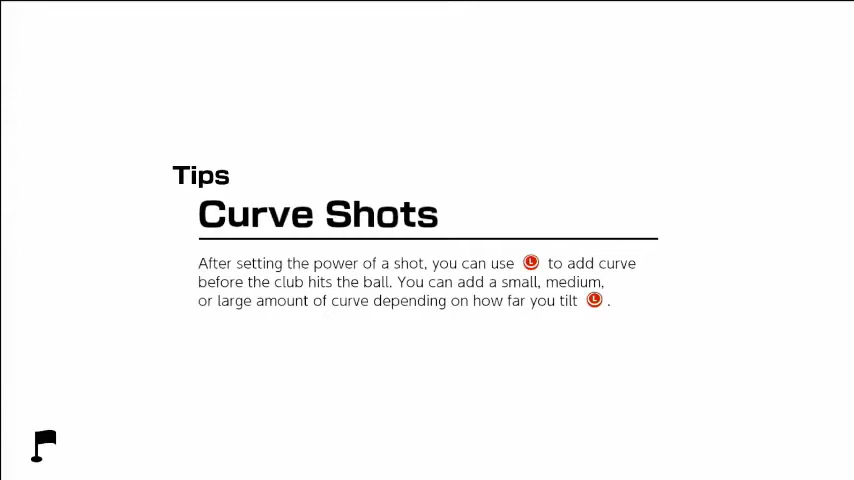 Tips
Curve Shots
After setting the power of a shot, you can use L to add curve
before the club hits the ball. You can add a small, medium,
or large amount of curve depending on how far you tilt L.